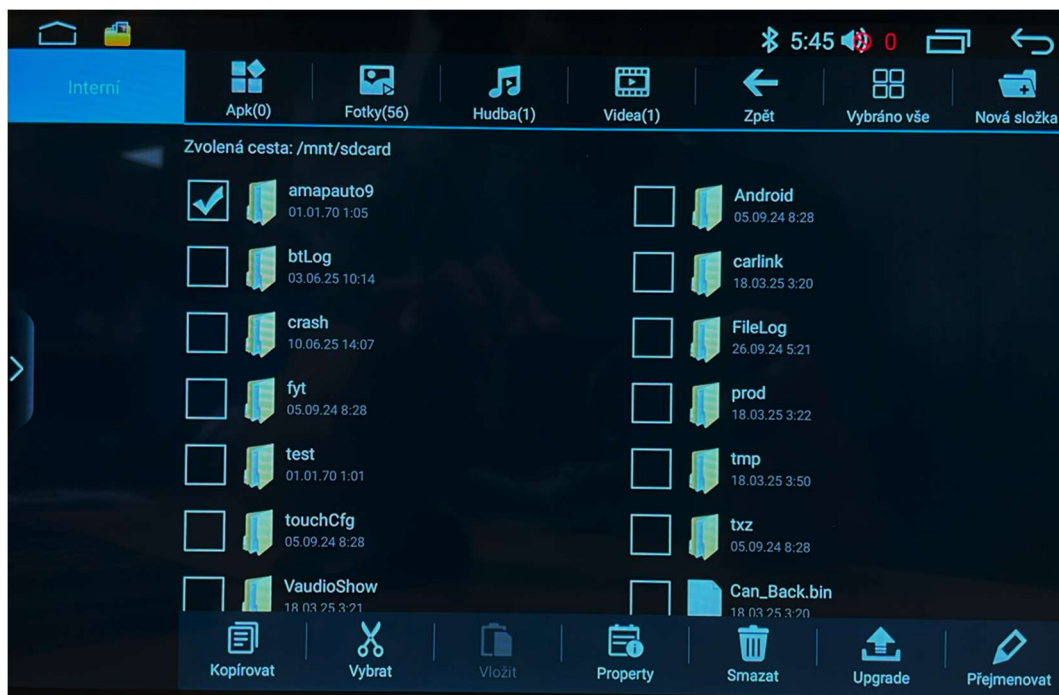 5:45 0
Interní
Apk(0) Fotky(56) Hudba(1) Videa(1) Zpět Vybráno vše Nová složka
Zvolená cesta: /mnt/sdcard
amapauto9
01.01.70 1:05
Android
05.09.24 8:28
btLog
03.06.25 10:14
carlink
18.03.25 3:20
crash
10.06.25 14:07
FileLog
26.09.24 5:21
fyt
05.09.24 8:28
prod
18.03.25 3:22
test
01.01.70 1:01
tmp
18.03.25 3:50
touchCfg
05.09.24 8:28
txz
05.09.24 8:28
VaudioShow
18.03.25 3:21
Can_Back.bin
18.03.25 3:20
Kopírovat Vybrat Vložit Property Smazat Upgrade Přejmenovat